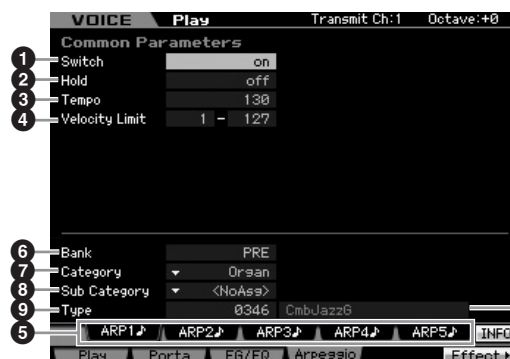 VOICE Play Transmit Ch:1 Octave:+0
Common Parameters
1 Switch on
2 Hold off
3 Tempo 130
4 Velocity Limit 1 - 127
6 Bank PRE
7 Category Organ
8 Sub Category <NoAsg>
9 Type 0346 CmbJazzG
5 ARP1♪ ARP2♪ ARP3♪ ARP4♪ ARP5♪ INFO
Play Porta EG/EQ Arpeggio Effect